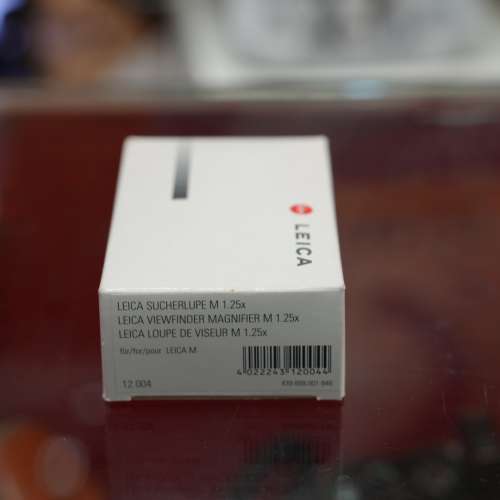 LEICA
LEICA SUCHERLUPE M 1.25x
LEICA VIEWFINDER MAGNIFIER M 1.25x
LEICA LOUPE DE VISEUR M 1.25x
für/for/pour LEICA M
4 022243 120044
12 004